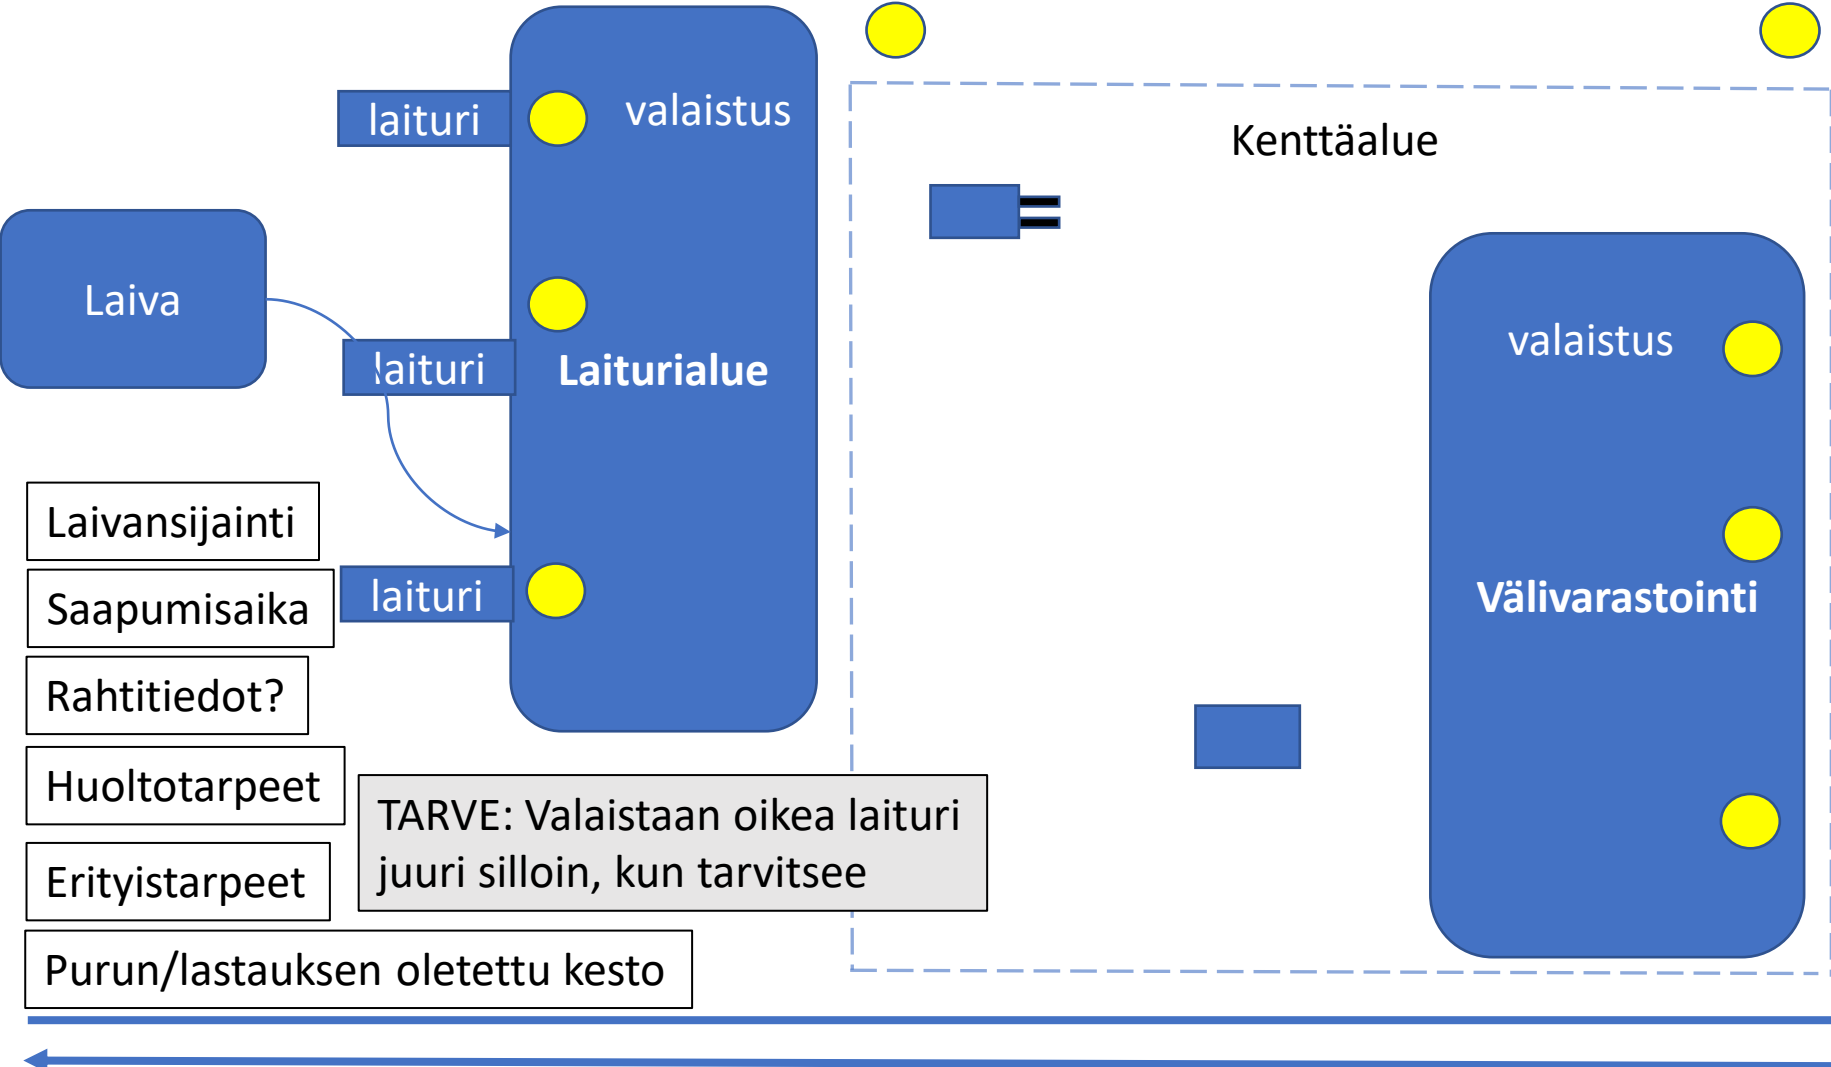 laituri
valaistus
Kenttäalue
Laiva
laituri
Laiturialue
valaistus
Laivansijainti
Saapumisaika
laituri
Välivarastointi
Rahtitiedot?
Huoltotarpeet
TARVE: Valaistaan oikea laituri
juuri silloin, kun tarvitsee
Erityistarpeet
Purun/lastauksen oletettu kesto